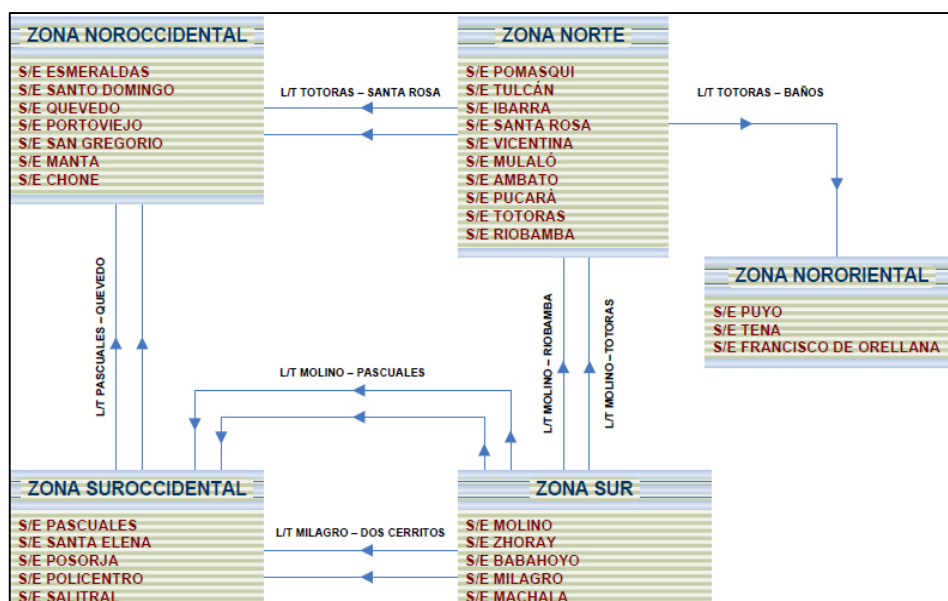 ZONA NOROCCIDENTAL
S/E ESMERALDAS
S/E SANTO DOMINGO
S/E QUEVEDO
S/E PORTOVIEJO
S/E SAN GREGORIO
S/E MANTA
S/E CHONE
L/T TOTORAS – SANTA ROSA
ZONA NORTE
S/E POMASQUI
S/E TULCÁN
S/E IBARRA
S/E SANTA ROSA
S/E VICENTINA
S/E MULALÓ
S/E AMBATO
S/E PUCARÀ
S/E TOTORAS
S/E RIOBAMBA
L/T TOTORAS – BAÑOS
ZONA NORORIENTAL
S/E PUYO
S/E TENA
S/E FRANCISCO DE ORELLANA
L/T PASCUALES – QUEVEDO
L/T MOLINO – PASCUALES
L/T MOLINO – RIOBAMBA
L/T MOLINO –TOTORAS
ZONA SUROCCIDENTAL
S/E PASCUALES
S/E SANTA ELENA
S/E POSORJA
S/E POLICENTRO
S/E SALITRAL
L/T MILAGRO – DOS CERRITOS
ZONA SUR
S/E MOLINO
S/E ZHORAY
S/E BABAHOYO
S/E MILAGRO
S/E MACHALA